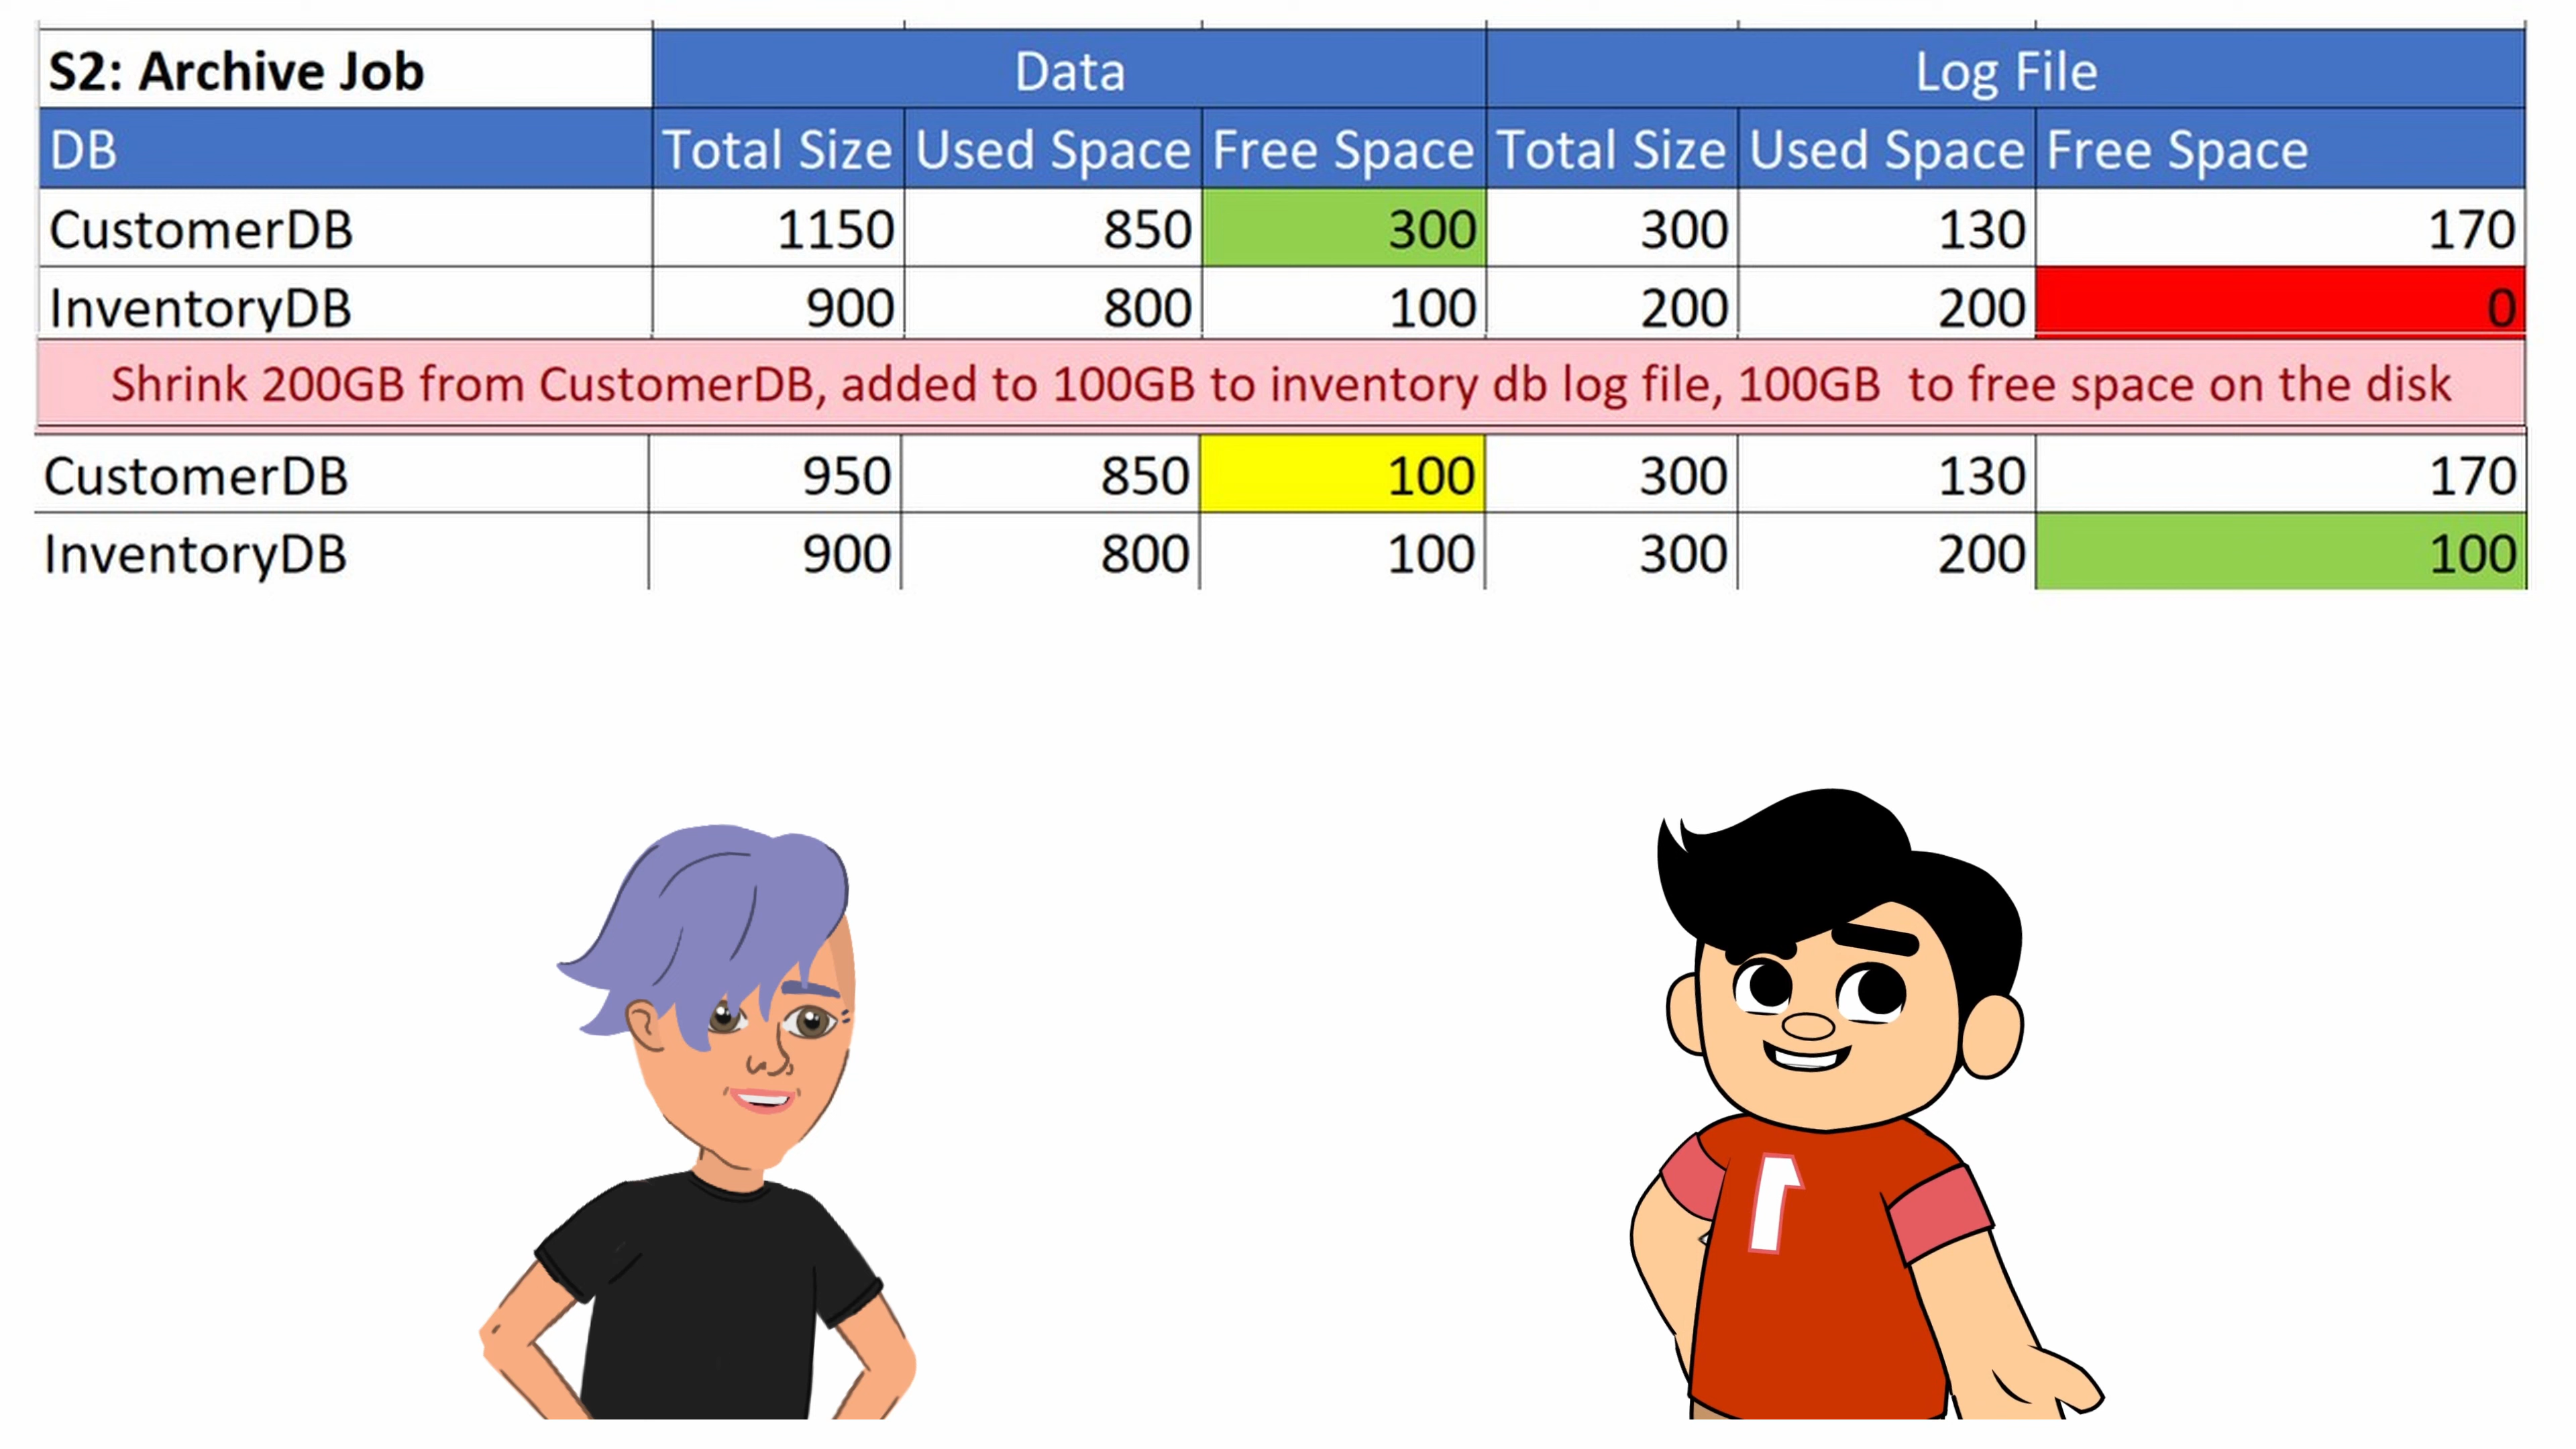 S2: Archive Job Data Log File
DB Total Size Used Space Free Space Total Size Used Space Free Space
CustomerDB 1150 850 300 300 130 170
InventoryDB 900 800 100 200 200 0
Shrink 200GB from CustomerDB, added to 100GB to inventory db log file, 100GB to free space on the disk
CustomerDB 950 850 100 300 130 170
InventoryDB 900 800 100 300 200 100
1